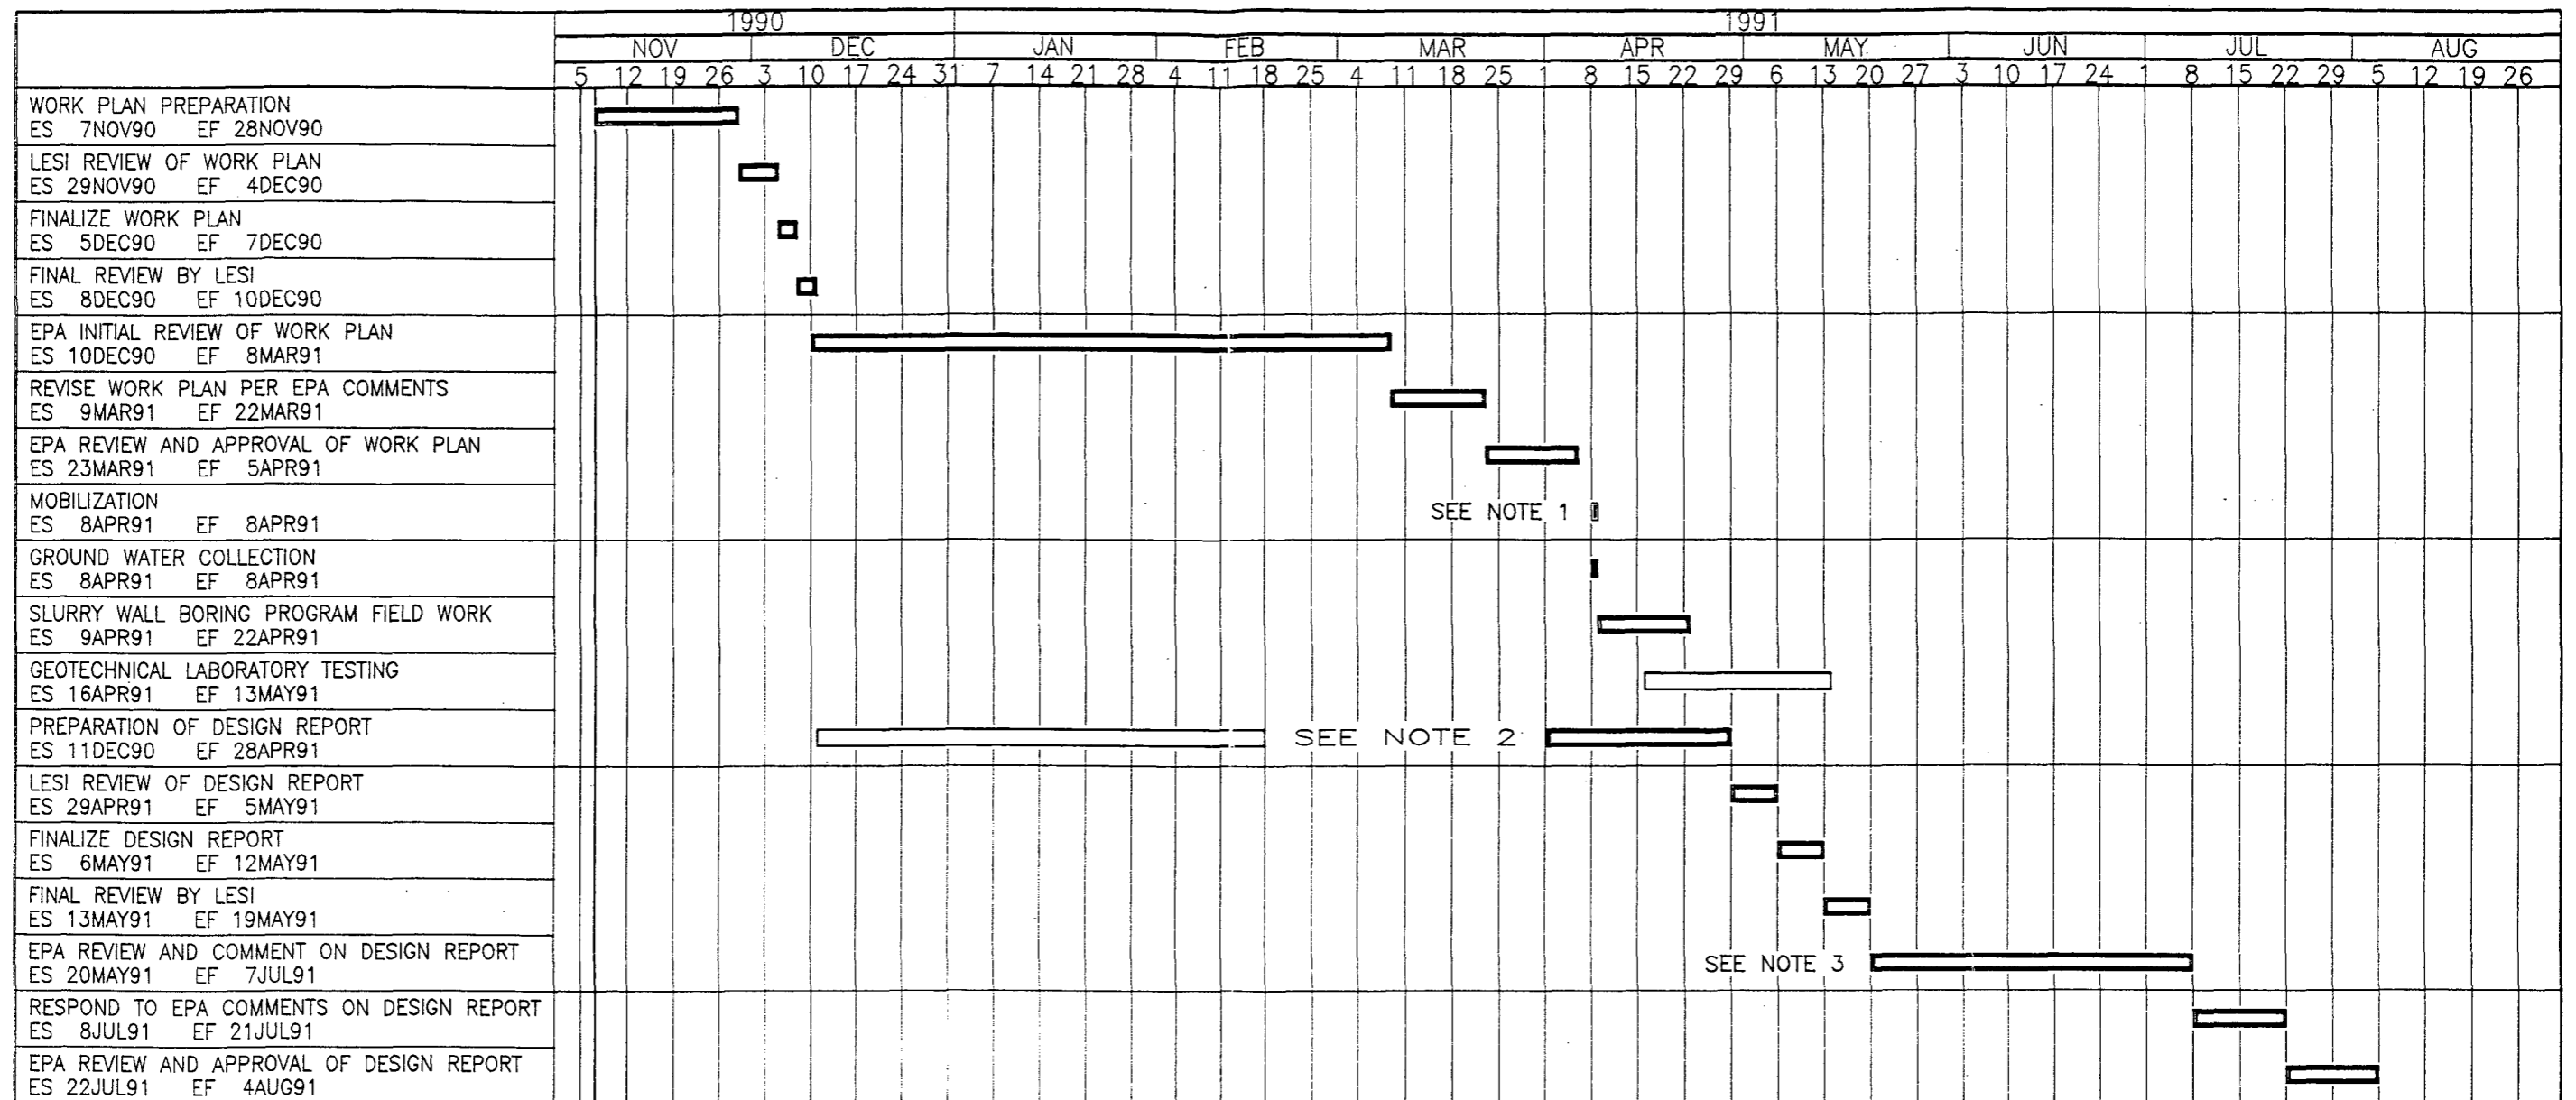 1990 1991
NOV DEC JAN FEB MAR APR MAY JUN JUL AUG
5 12 19 26 3 10 17 24 31 7 14 21 28 4 11 18 25 4 11 18 25 1 8 15 22 29 6 13 20 27 3 10 17 24 1 8 15 22 29 5 12 19 26
WORK PLAN PREPARATION
ES 7NOV90 EF 28NOV90
LESI REVIEW OF WORK PLAN
ES 29NOV90 EF 4DEC90
FINALIZE WORK PLAN
ES 5DEC90 EF 7DEC90
FINAL REVIEW BY LESI
ES 8DEC90 EF 10DEC90
EPA INITIAL REVIEW OF WORK PLAN
ES 10DEC90 EF 8MAR91
REVISE WORK PLAN PER EPA COMMENTS
ES 9MAR91 EF 22MAR91
EPA REVIEW AND APPROVAL OF WORK PLAN
ES 23MAR91 EF 5APR91
MOBILIZATION
ES 8APR91 EF 8APR91 SEE NOTE 1
GROUND WATER COLLECTION
ES 8APR91 EF 8APR91
SLURRY WALL BORING PROGRAM FIELD WORK
ES 9APR91 EF 22APR91
GEOTECHNICAL LABORATORY TESTING
ES 16APR91 EF 13MAY91
PREPARATION OF DESIGN REPORT
ES 11DEC90 EF 28APR91 SEE NOTE 2
LESI REVIEW OF DESIGN REPORT
ES 29APR91 EF 5MAY91
FINALIZE DESIGN REPORT
ES 6MAY91 EF 12MAY91
FINAL REVIEW BY LESI
ES 13MAY91 EF 19MAY91
EPA REVIEW AND COMMENT ON DESIGN REPORT
ES 20MAY91 EF 7JUL91 SEE NOTE 3
RESPOND TO EPA COMMENTS ON DESIGN REPORT
ES 8JUL91 EF 21JUL91
EPA REVIEW AND APPROVAL OF DESIGN REPORT
ES 22JUL91 EF 4AUG91